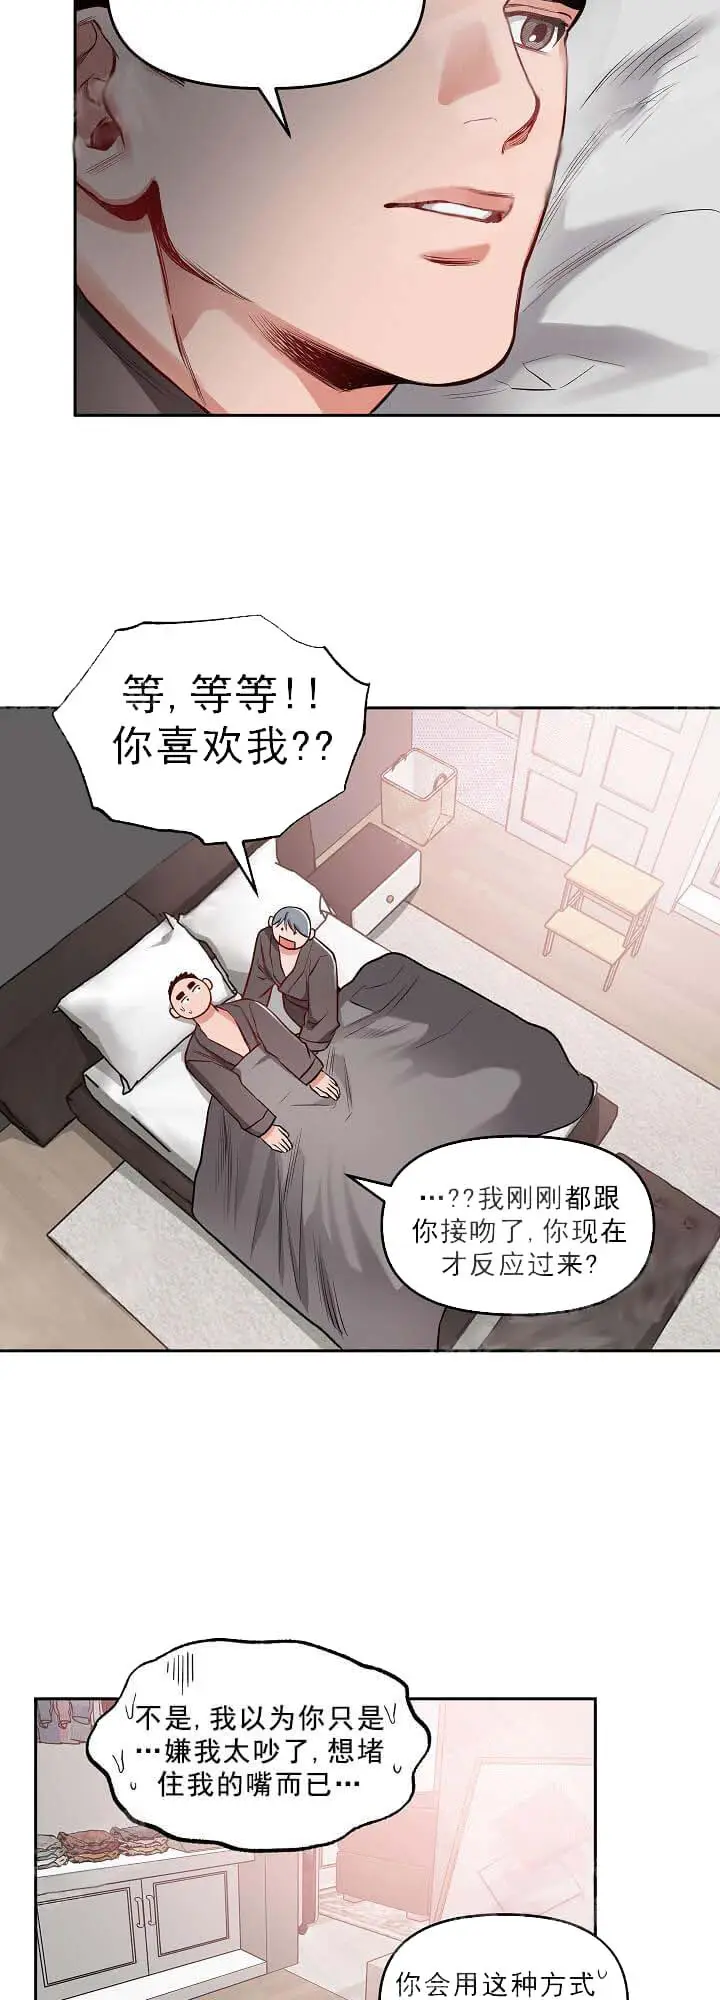 等,等等!!
你喜欢我??
…??我刚刚都跟
你接吻了,你现在
才反应过来?
不是,我以为你只是
…嫌我太吵了,想堵
住我的嘴而已…
你会用这种方式